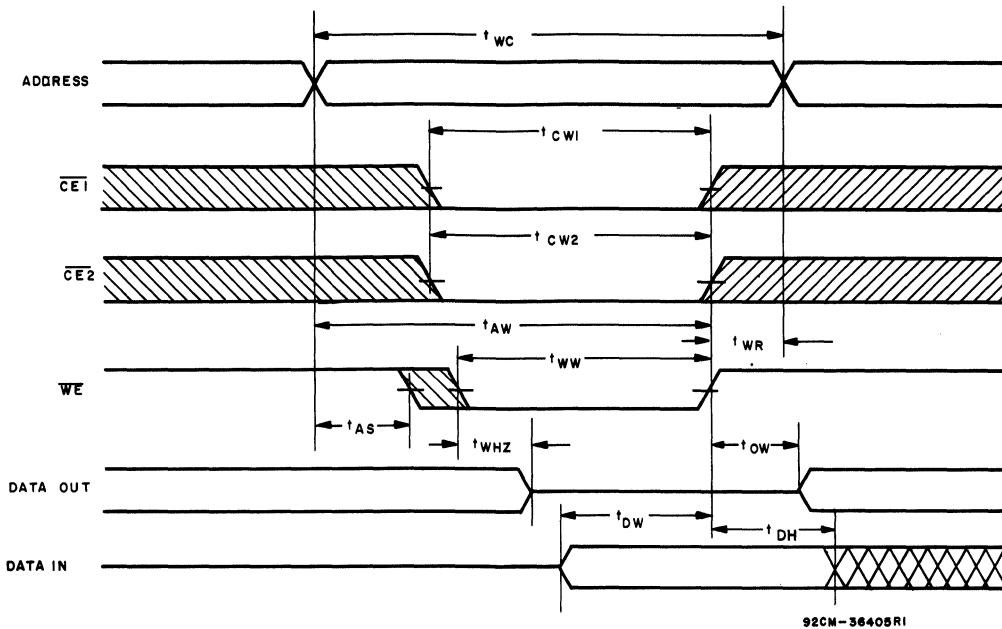 t WC
ADDRESS
t CW1
CE1
t CW2
CE2
t AW
t WR
t WW
WE
t AS
t WHZ
t OW
DATA OUT
t DW
t DH
DATA IN
92CM-36405R1